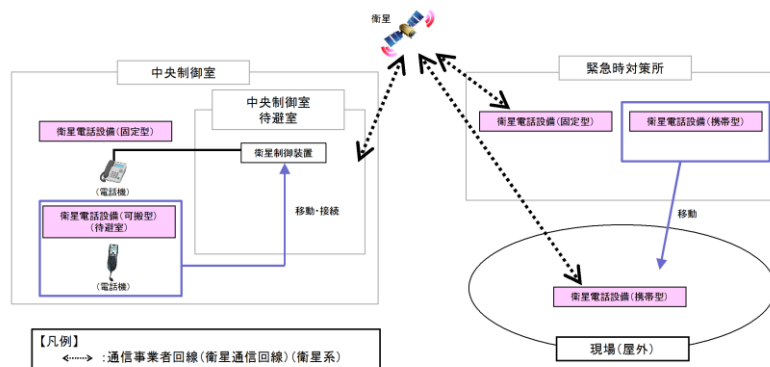 衛星
中央制御室
中央制御室
待避室
衛星電話設備(固定型)
衛星制御装置
(電話機)
移動・接続
衛星電話設備(可搬型)
(待避室)
(電話機)
緊急時対策所
衛星電話設備(固定型)
衛星電話設備(携帯型)
移動
衛星電話設備(携帯型)
現場(屋外)
【凡例】
:通信事業者回線(衛星通信回線)(衛星系)